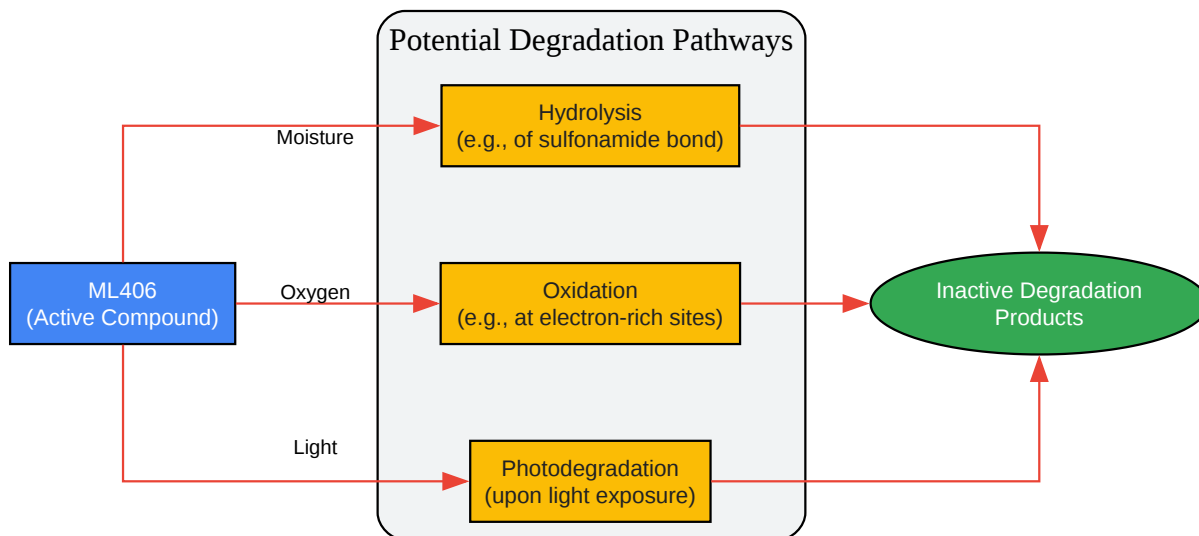 Potential Degradation Pathways
Moisture
Hydrolysis
(e.g., of sulfonamide bond)
ML406
(Active Compound)
Oxygen
Oxidation
(e.g., at electron-rich sites)
Inactive Degradation
Products
Light
Photodegradation
(upon light exposure)